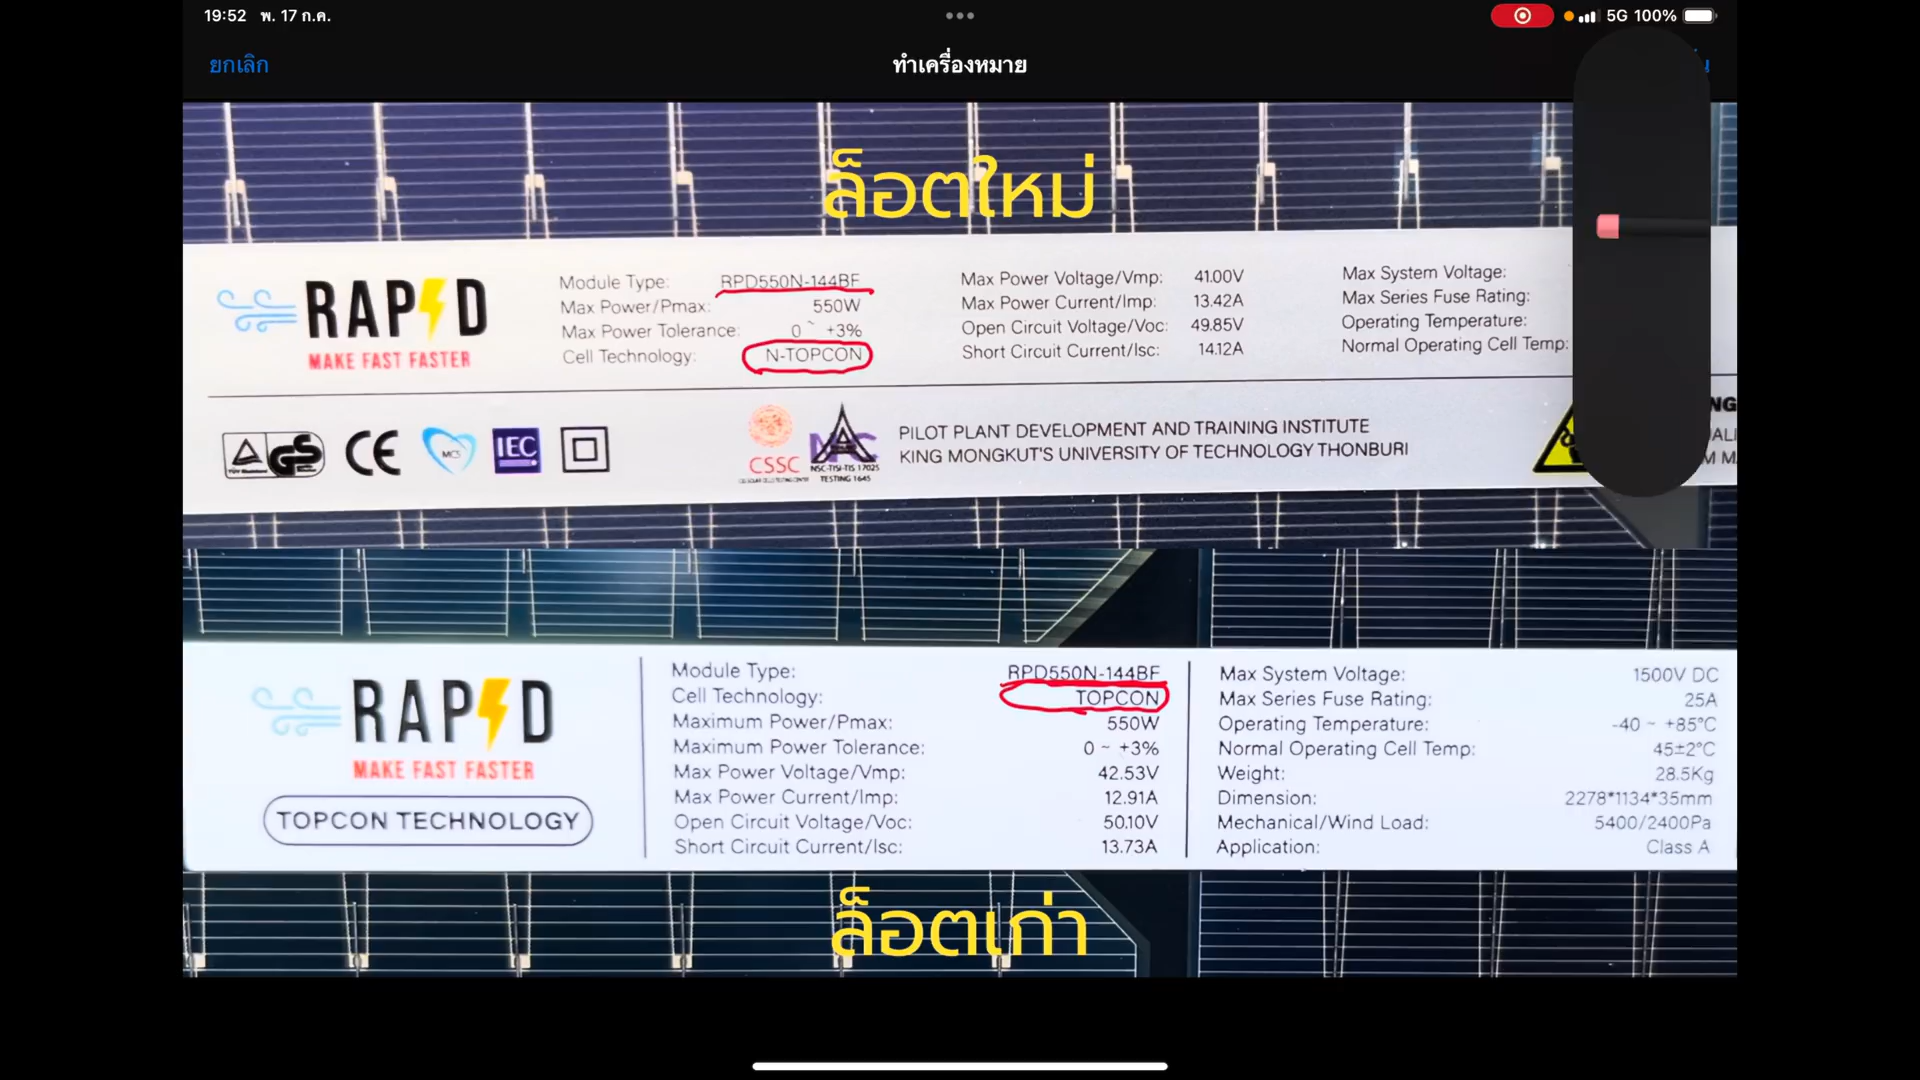 19:52 พ. 17 ก.ค.
5G 100%
ยกเลิก
ทำเครื่องหมาย
ล็อตใหม่
RAPID
MAKE FAST FASTER
Module Type: RPD550N-144BF
Max Power/Pmax: 550W
Max Power Tolerance: 0 ~ +3%
Cell Technology: N-TOPCON
Max Power Voltage/Vmp: 41.00V
Max Power Current/Imp: 13.42A
Open Circuit Voltage/Voc: 49.85V
Short Circuit Current/Isc: 14.12A
Max System Voltage:
Max Series Fuse Rating:
Operating Temperature:
Normal Operating Cell Temp:
GS
CE
MCS
IEC
CSSC
NSC-TISI-TIS 17025
TESTING 1645
PILOT PLANT DEVELOPMENT AND TRAINING INSTITUTE
KING MONGKUT'S UNIVERSITY OF TECHNOLOGY THONBURI
RAPID
MAKE FAST FASTER
TOPCON TECHNOLOGY
Module Type: RPD550N-144BF
Cell Technology: TOPCON
Maximum Power/Pmax: 550W
Maximum Power Tolerance: 0 ~ +3%
Max Power Voltage/Vmp: 42.53V
Max Power Current/Imp: 12.91A
Open Circuit Voltage/Voc: 50.10V
Short Circuit Current/Isc: 13.73A
Max System Voltage: 1500V DC
Max Series Fuse Rating: 25A
Operating Temperature: -40 ~ +85°C
Normal Operating Cell Temp: 45±2°C
Weight: 28.5Kg
Dimension: 2278*1134*35mm
Mechanical/Wind Load: 5400/2400Pa
Application: Class A
ล็อตเก่า